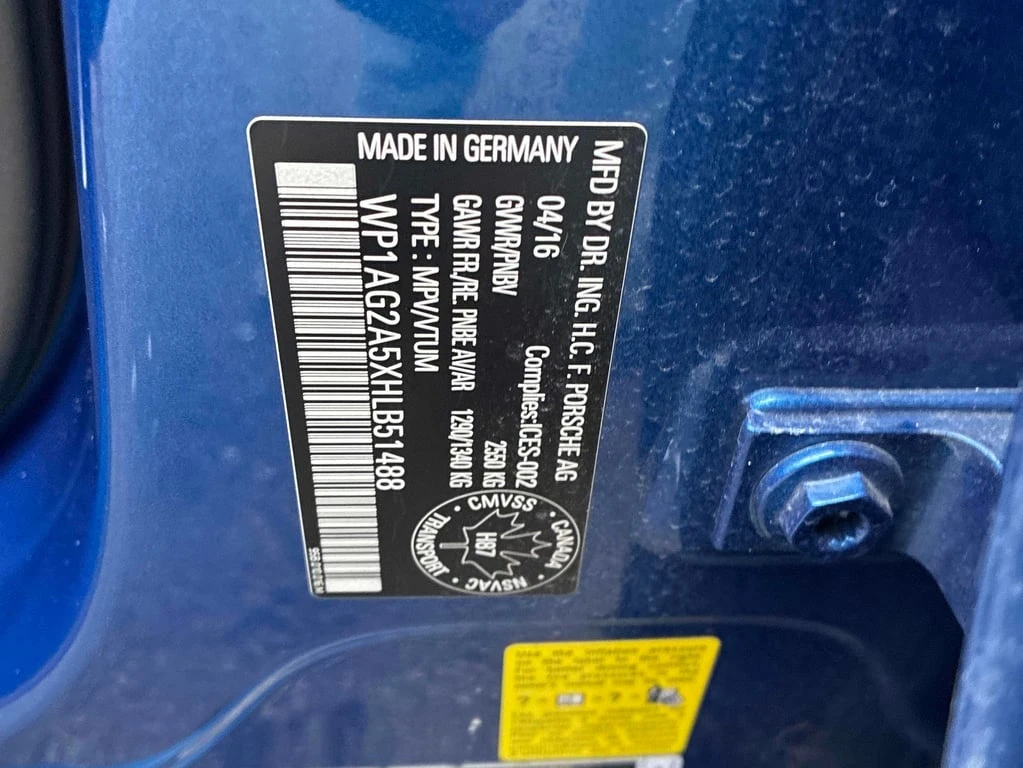 MADE IN GERMANY
MFD BY DR. ING. H.C. F. PORSCHE AG
04/16 Complies:ICES-002
GVWR/PNBV 2550 KG
GAWR FR./RE. PNBE AV/AR 1290/1340 KG
TYPE : MPV/VTUM
WP1AG2A5XHLB51488
CMVSS · CANADA · NSVAC · TRANSPORT ·
H87